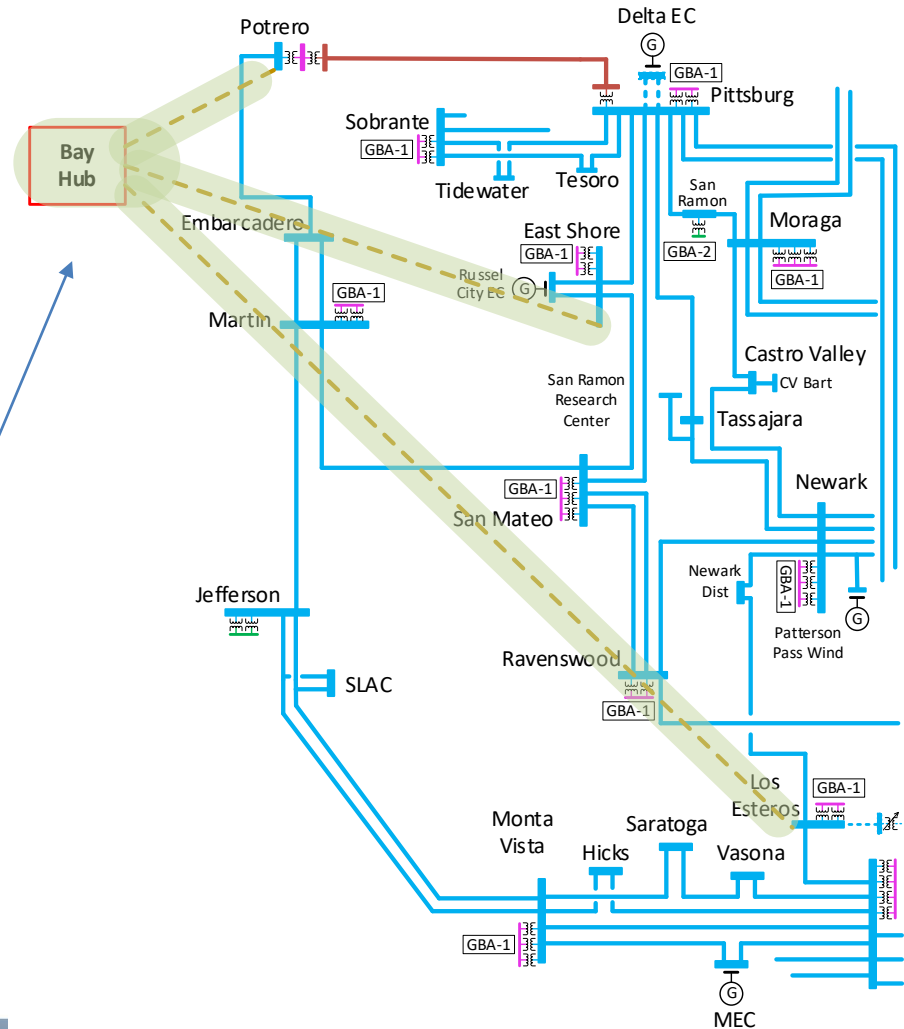 Delta EC
Potrero
G
GBA-1
Pittsburg
Sobrante
GBA-1
Bay
Hub
Tidewater
Tesoro
San
Ramon
Moraga
GBA-2
GBA-1
Embarcadero
East Shore
GBA-1
Russel
City EC
G
GBA-1
Martin
Castro Valley
CV Bart
San Ramon
Research
Center
Tassajara
Newark
GBA-1
San Mateo
Newark
Dist
GBA-1
G
Patterson
Pass Wind
Jefferson
Ravenswood
SLAC
GBA-1
Los
Esteros
GBA-1
Monta
Vista
Saratoga
Hicks
Vasona
GBA-1
G
MEC